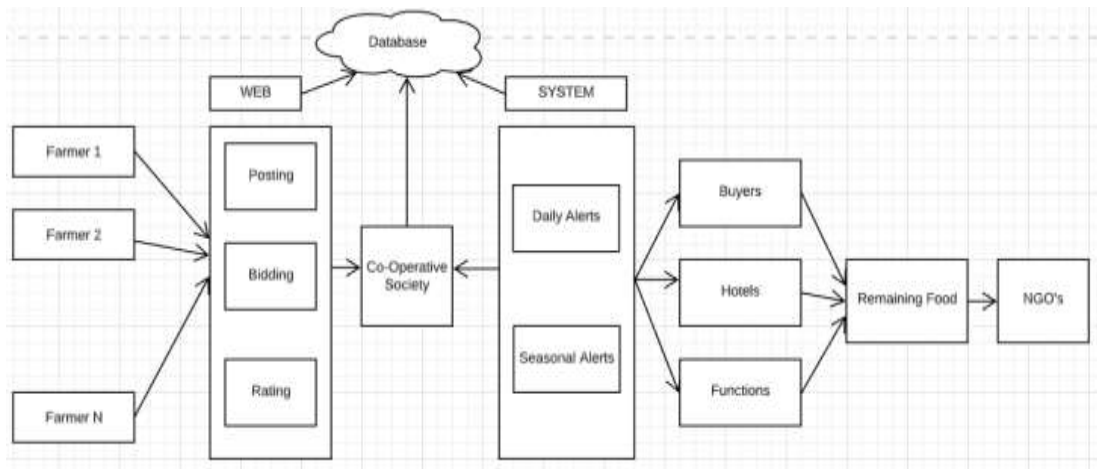 Database
WEB
SYSTEM
Farmer 1
Farmer 2
Farmer N
Posting
Bidding
Rating
Co-Operative
Society
Daily Alerts
Seasonal Alerts
Buyers
Hotels
Functions
Remaining Food
NGO's